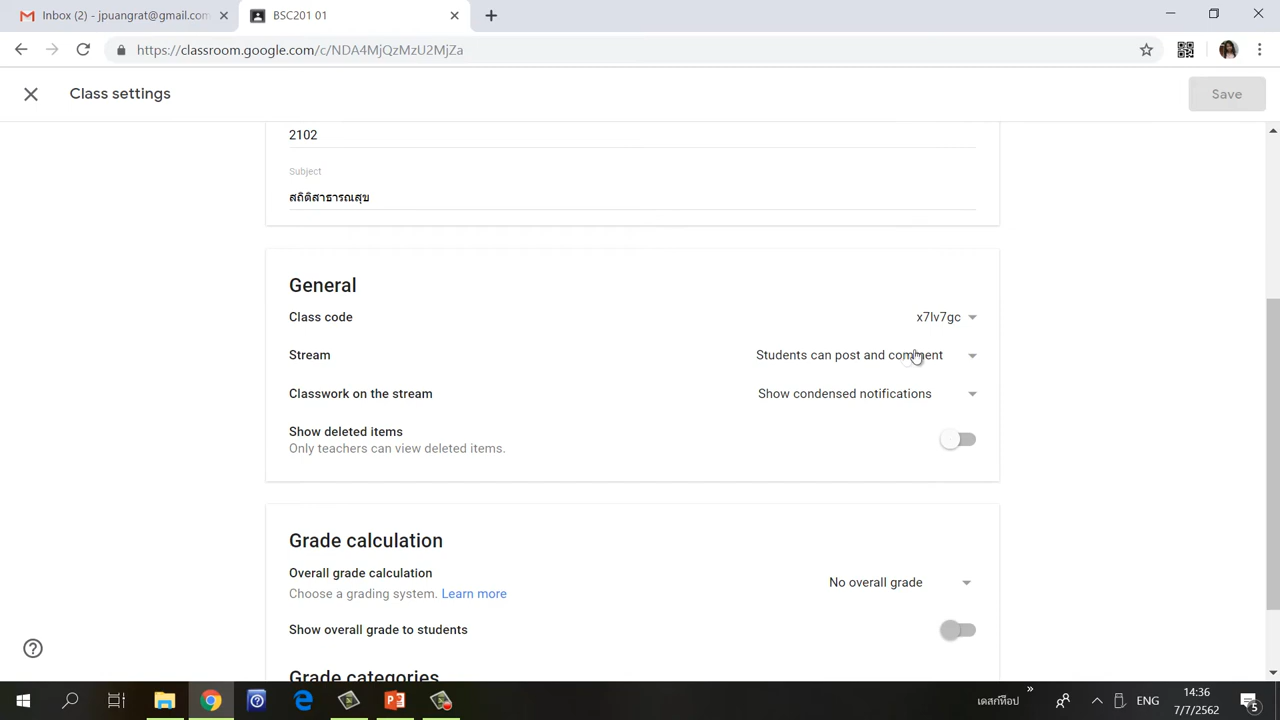 Inbox (2) - jpuangrat@gmail.com
BSC201 01
https://classroom.google.com/c/NDA4MjQzMzU2MjZa
Class settings
Save
2102
Subject
สถิติสาธารณสุข
General
Class code
x7lv7gc
Stream
Students can post and comment
Classwork on the stream
Show condensed notifications
Show deleted items
Only teachers can view deleted items.
Grade calculation
Overall grade calculation
No overall grade
Choose a grading system. Learn more
Show overall grade to students
Grade categories
เดสก์ท็อป
ENG
14:36
7/7/2562
5